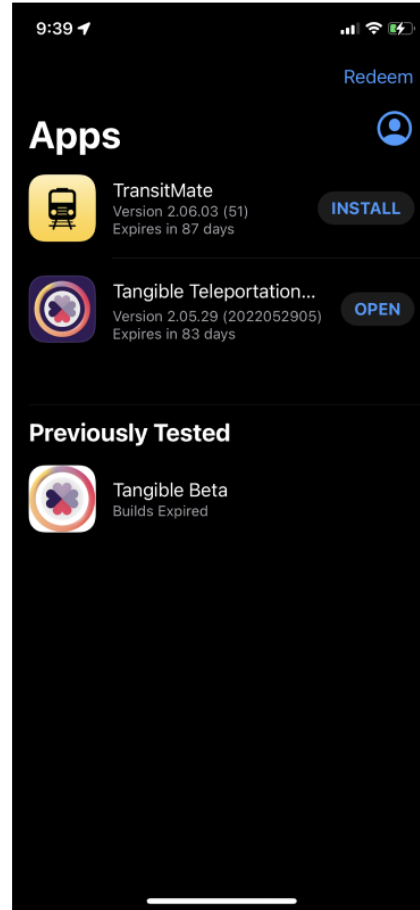 9:39
Redeem
Apps
TransitMate
Version 2.06.03 (51)
Expires in 87 days
INSTALL
Tangible Teleportation...
Version 2.05.29 (2022052905)
Expires in 83 days
OPEN
Previously Tested
Tangible Beta
Builds Expired